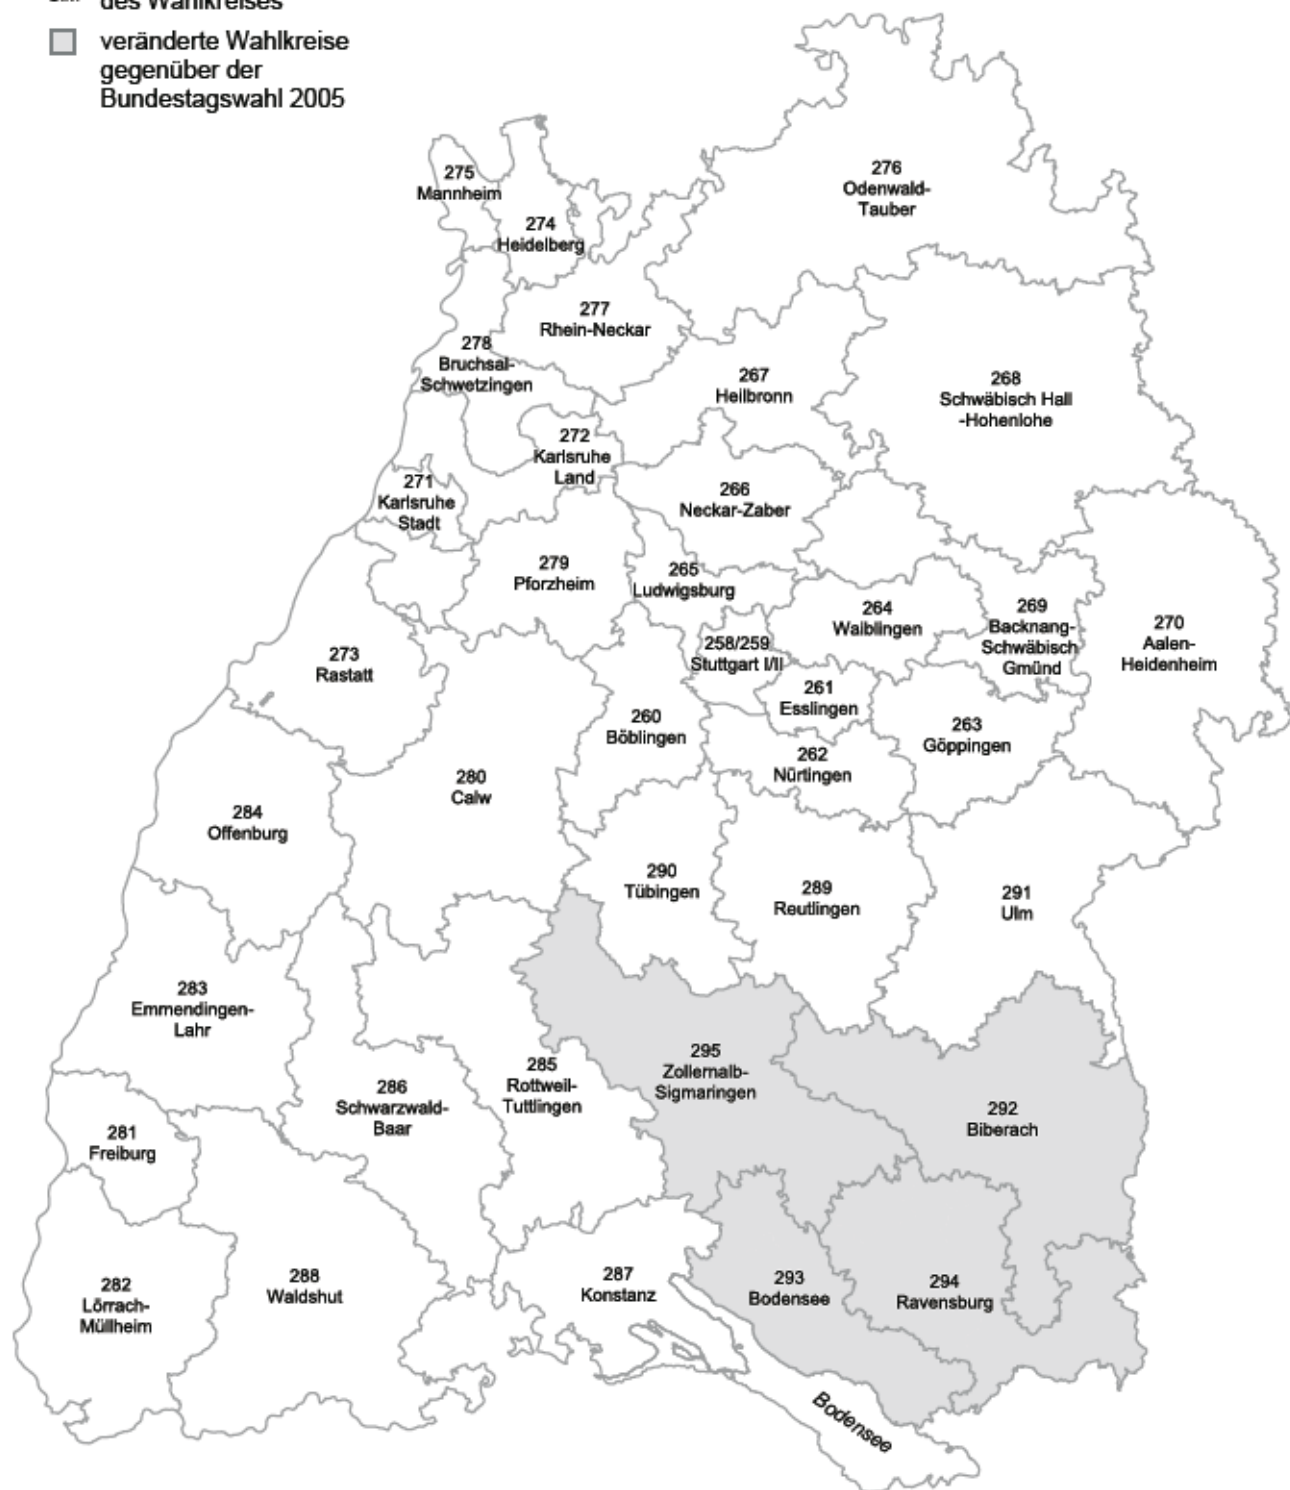 des Wahlkreises
veränderte Wahlkreise
gegenüber der
Bundestagswahl 2005
275
Mannheim
274
Heidelberg
276
Odenwald-
Tauber
277
Rhein-Neckar
278
Bruchsal-
Schwetzingen
267
Heilbronn
268
Schwäbisch Hall
-Hohenlohe
272
Karlsruhe
Land
271
Karlsruhe
Stadt
266
Neckar-Zaber
279
Pforzheim
265
Ludwigsburg
264
Waiblingen
269
Backnang-
Schwäbisch
Gmünd
270
Aalen-
Heidenheim
258/259
Stuttgart I/II
273
Rastatt
261
Esslingen
260
Böblingen
263
Göppingen
262
Nürtingen
280
Calw
284
Offenburg
290
Tübingen
289
Reutlingen
291
Ulm
283
Emmendingen-
Lahr
295
Zollernalb-
Sigmaringen
285
Rottweil-
Tuttlingen
286
Schwarzwald-
Baar
292
Biberach
281
Freiburg
282
Lörrach-
Müllheim
288
Waldshut
287
Konstanz
293
Bodensee
294
Ravensburg
Bodensee